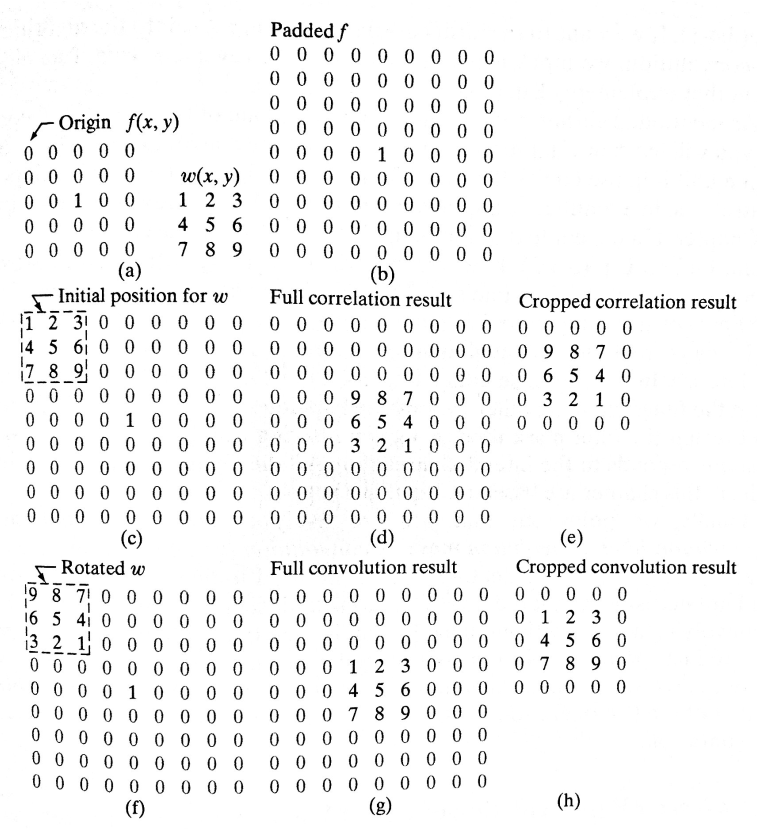 Origin f(x, y)
0 0 0 0 0
0 0 0 0 0
0 0 1 0 0
0 0 0 0 0
0 0 0 0 0
w(x, y)
1 2 3
4 5 6
7 8 9
(a)
Padded f
0 0 0 0 0 0 0 0 0
0 0 0 0 0 0 0 0 0
0 0 0 0 0 0 0 0 0
0 0 0 0 0 0 0 0 0
0 0 0 0 1 0 0 0 0
0 0 0 0 0 0 0 0 0
0 0 0 0 0 0 0 0 0
0 0 0 0 0 0 0 0 0
0 0 0 0 0 0 0 0 0
(b)
Initial position for w
1 2 3 0 0 0 0 0 0
4 5 6 0 0 0 0 0 0
7 8 9 0 0 0 0 0 0
0 0 0 0 0 0 0 0 0
0 0 0 0 1 0 0 0 0
0 0 0 0 0 0 0 0 0
0 0 0 0 0 0 0 0 0
0 0 0 0 0 0 0 0 0
0 0 0 0 0 0 0 0 0
(c)
Full correlation result
0 0 0 0 0 0 0 0 0
0 0 0 0 0 0 0 0 0
0 0 0 0 0 0 0 0 0
0 0 0 9 8 7 0 0 0
0 0 0 6 5 4 0 0 0
0 0 0 3 2 1 0 0 0
0 0 0 0 0 0 0 0 0
0 0 0 0 0 0 0 0 0
0 0 0 0 0 0 0 0 0
(d)
Cropped correlation result
0 0 0 0 0
0 9 8 7 0
0 6 5 4 0
0 3 2 1 0
0 0 0 0 0
(e)
Rotated w
9 8 7 0 0 0 0 0 0
6 5 4 0 0 0 0 0 0
3 2 1 0 0 0 0 0 0
0 0 0 0 0 0 0 0 0
0 0 0 0 1 0 0 0 0
0 0 0 0 0 0 0 0 0
0 0 0 0 0 0 0 0 0
0 0 0 0 0 0 0 0 0
0 0 0 0 0 0 0 0 0
(f)
Full convolution result
0 0 0 0 0 0 0 0 0
0 0 0 0 0 0 0 0 0
0 0 0 0 0 0 0 0 0
0 0 0 1 2 3 0 0 0
0 0 0 4 5 6 0 0 0
0 0 0 7 8 9 0 0 0
0 0 0 0 0 0 0 0 0
0 0 0 0 0 0 0 0 0
0 0 0 0 0 0 0 0 0
(g)
Cropped convolution result
0 0 0 0 0
0 1 2 3 0
0 4 5 6 0
0 7 8 9 0
0 0 0 0 0
(h)